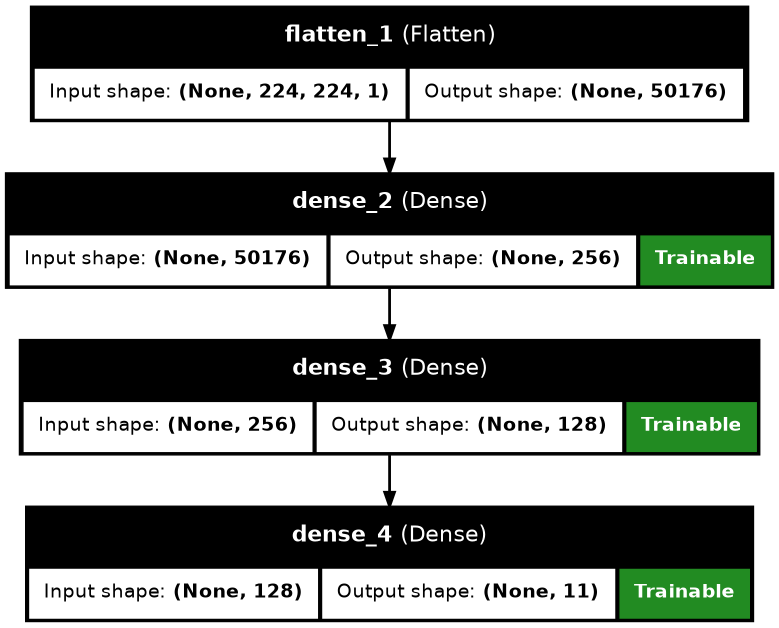 flatten_1 (Flatten)
Input shape: (None, 224, 224, 1) Output shape: (None, 50176)
dense_2 (Dense)
Input shape: (None, 50176) Output shape: (None, 256) Trainable
dense_3 (Dense)
Input shape: (None, 256) Output shape: (None, 128) Trainable
dense_4 (Dense)
Input shape: (None, 128) Output shape: (None, 11) Trainable